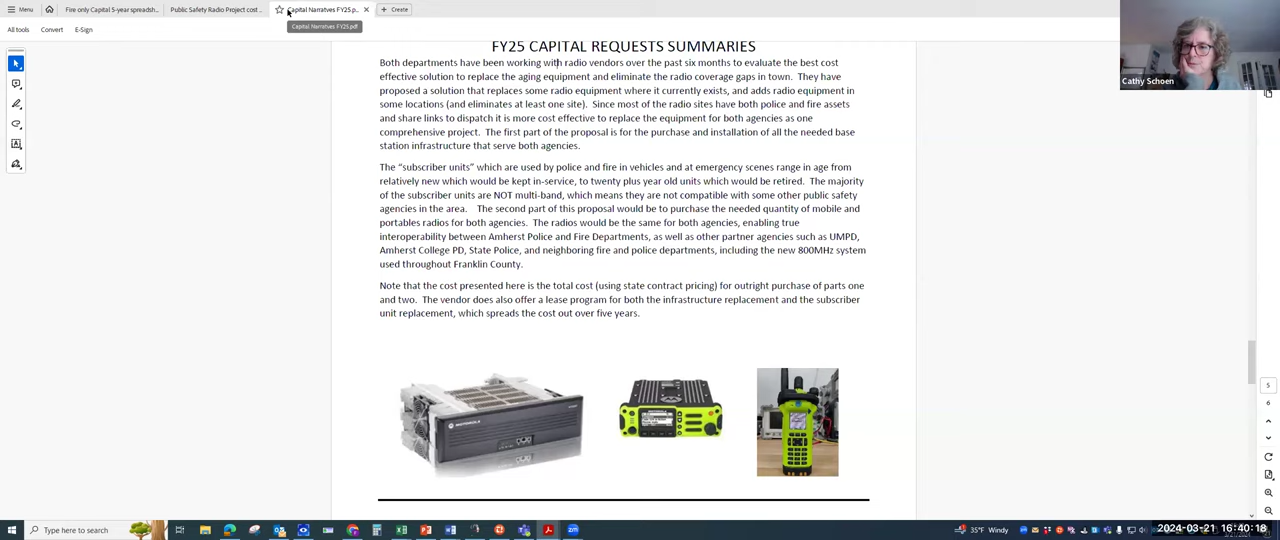 Menu
Fire only Capital 5-year spreadsh...
Public Safety Radio Project cost ...
Capital Narratives FY25.p...
Create
Capital Narratives FY25.pdf
All tools
Convert
E-Sign
Cathy Schoen
FY25 CAPITAL REQUESTS SUMMARIES
Both departments have been working with radio vendors over the past six months to evaluate the best cost
effective solution to replace the aging equipment and eliminate the radio coverage gaps in town. They have
proposed a solution that replaces some radio equipment where it currently exists, and adds radio equipment in
some locations (and eliminates at least one site). Since most of the radio sites have both police and fire assets
and share links to dispatch it is more cost effective to replace the equipment for both agencies as one
comprehensive project. The first part of the proposal is for the purchase and installation of all the needed base
station infrastructure that serve both agencies.
The “subscriber units” which are used by police and fire in vehicles and at emergency scenes range in age from
relatively new which would be kept in-service, to twenty plus year old units which would be retired. The majority
of the subscriber units are NOT multi-band, which means they are not compatible with some other public safety
agencies in the area. The second part of this proposal would be to purchase the needed quantity of mobile and
portables radios for both agencies. The radios would be the same for both agencies, enabling true
interoperability between Amherst Police and Fire Departments, as well as other partner agencies such as UMPD,
Amherst College PD, State Police, and neighboring fire and police departments, including the new 800MHz system
used throughout Franklin County.
Note that the cost presented here is the total cost (using state contract pricing) for outright purchase of parts one
and two. The vendor does also offer a lease program for both the infrastructure replacement and the subscriber
unit replacement, which spreads the cost out over five years.
MOTOROLA
5
6
Type here to search
35°F Windy
2024-03-21 16:40:18